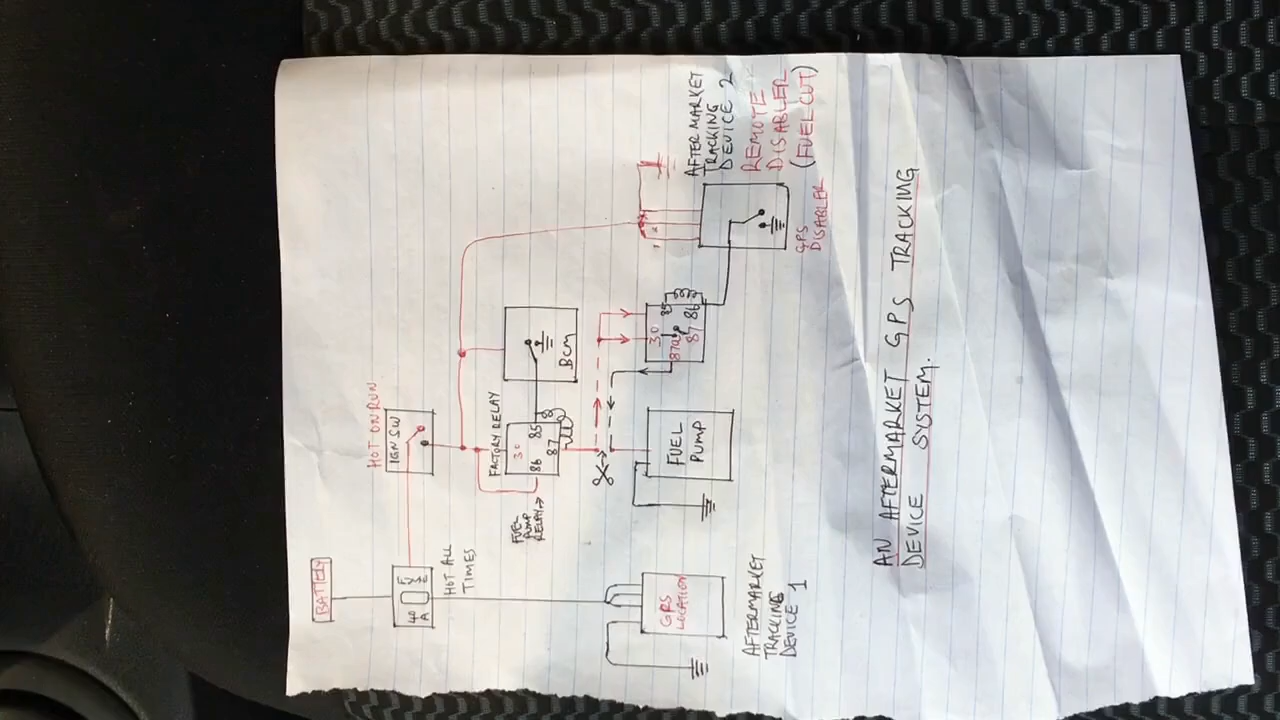 BATTERY
40
A
HOT ALL
TIMES
HOT ON RUN
IGN SW
FACTORY RELAY
30
86
85
87
FUEL
PUMP
RELAY
BCM
85
30
86
87a
87
FUEL
PUMP
GPS
LOCATION
AFTERMARKET
TRACKING
DEVICE 1
GPS
DISABLER
AFTERMARKET
TRACKING
DEVICE 2
REMOTE
DISABLER
(FUEL CUT)
AN AFTERMARKET GPS TRACKING
DEVICE SYSTEM.